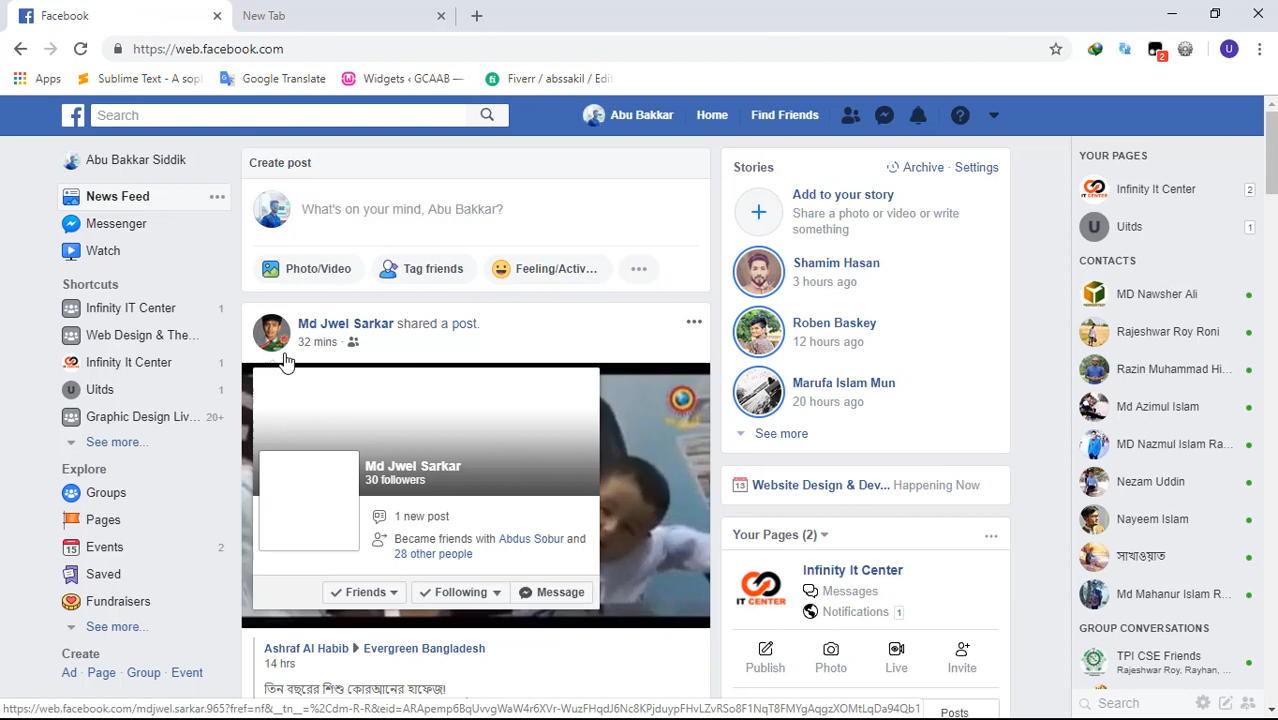 Facebook
New Tab
https://web.facebook.com
2
U
Apps
Sublime Text - A sopl
Google Translate
Widgets ‹ GCAAB —
Fiverr / abssakil / Edi
Search
Abu Bakkar
Home
Find Friends
Abu Bakkar Siddik
News Feed
Messenger
Watch
Shortcuts
Infinity IT Center 1
Web Design & The...
Infinity It Center 1
Uitds 1
Graphic Design Liv... 20+
See more...
Explore
Groups
Pages
Events 2
Saved
Fundraisers
See more...
Create
Ad · Page · Group · Event
Create post
What's on your mind, Abu Bakkar?
Photo/Video
Tag friends
Feeling/Activ...
Md Jwel Sarkar shared a post.
32 mins ·
Md Jwel Sarkar
30 followers
1 new post
Became friends with Abdus Sobur and
28 other people
Friends
Following
Message
Ashraf Al Habib
Evergreen Bangladesh
14 hrs
তিন বছরের শিশু কোরআনের হাফেজ!
Stories
Archive · Settings
Add to your story
Share a photo or video or write
something
Shamim Hasan
3 hours ago
Roben Baskey
12 hours ago
Marufa Islam Mun
20 hours ago
See more
13
Website Design & Dev... Happening Now
Your Pages (2)
IT CENTER
Infinity It Center
Messages
Notifications 1
Publish
Photo
Live
Invite
Posts
YOUR PAGES
Infinity It Center 2
U
Uitds 1
CONTACTS
MD Nawsher Ali
Rajeshwar Roy Roni
Razin Muhammad Hi...
Md Azimul Islam
MD Nazmul Islam Ra...
Nezam Uddin
Nayeem Islam
সাখাওয়াত
Md Mahanur Islam R...
GROUP CONVERSATIONS
TPI CSE Friends
Rajeshwar Roy, Rayhan, ...
Search